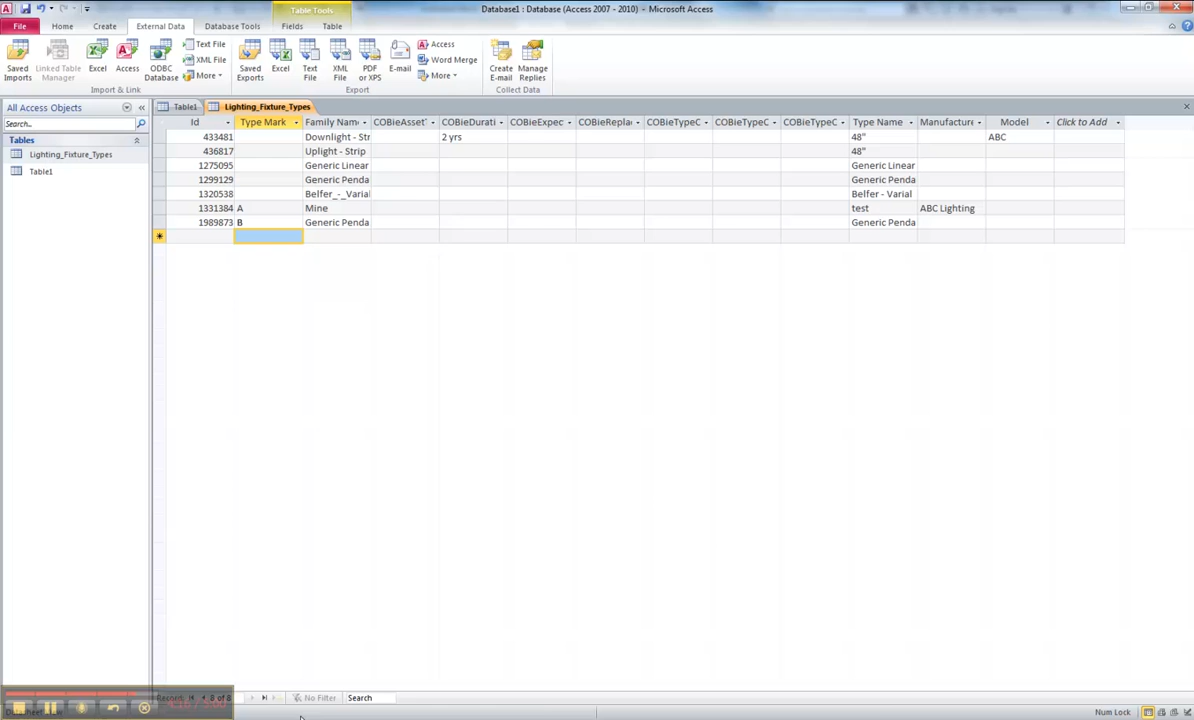 Table Tools
Database1 : Database (Access 2007 - 2010) - Microsoft Access
File Home Create External Data Database Tools Fields Table
Saved Imports
Linked Table Manager
Excel
Access
ODBC Database
Text File
XML File
More
Import & Link
Saved Exports
Excel
Text File
XML File
PDF or XPS
E-mail
Access
Word Merge
More
Export
Create E-mail
Manage Replies
Collect Data
All Access Objects
Search...
Tables
Lighting_Fixture_Types
Table1
Table1 Lighting_Fixture_Types
Id Type Mark Family Name COBieAsset COBieDurati COBieExpec COBieRepla COBieTypeC COBieTypeC COBieTypeC Type Name Manufacture Model Click to Add
433481 Downlight - Str 2 yrs 48" ABC
436817 Uplight - Strip 48"
1275095 Generic Linear Generic Linear
1299129 Generic Penda Generic Penda
1320538 Belfer_-_Varial Belfer - Varial
1331384 A Mine test ABC Lighting
1989873 B Generic Penda Generic Penda
8 of 8 No Filter Search
Num Lock